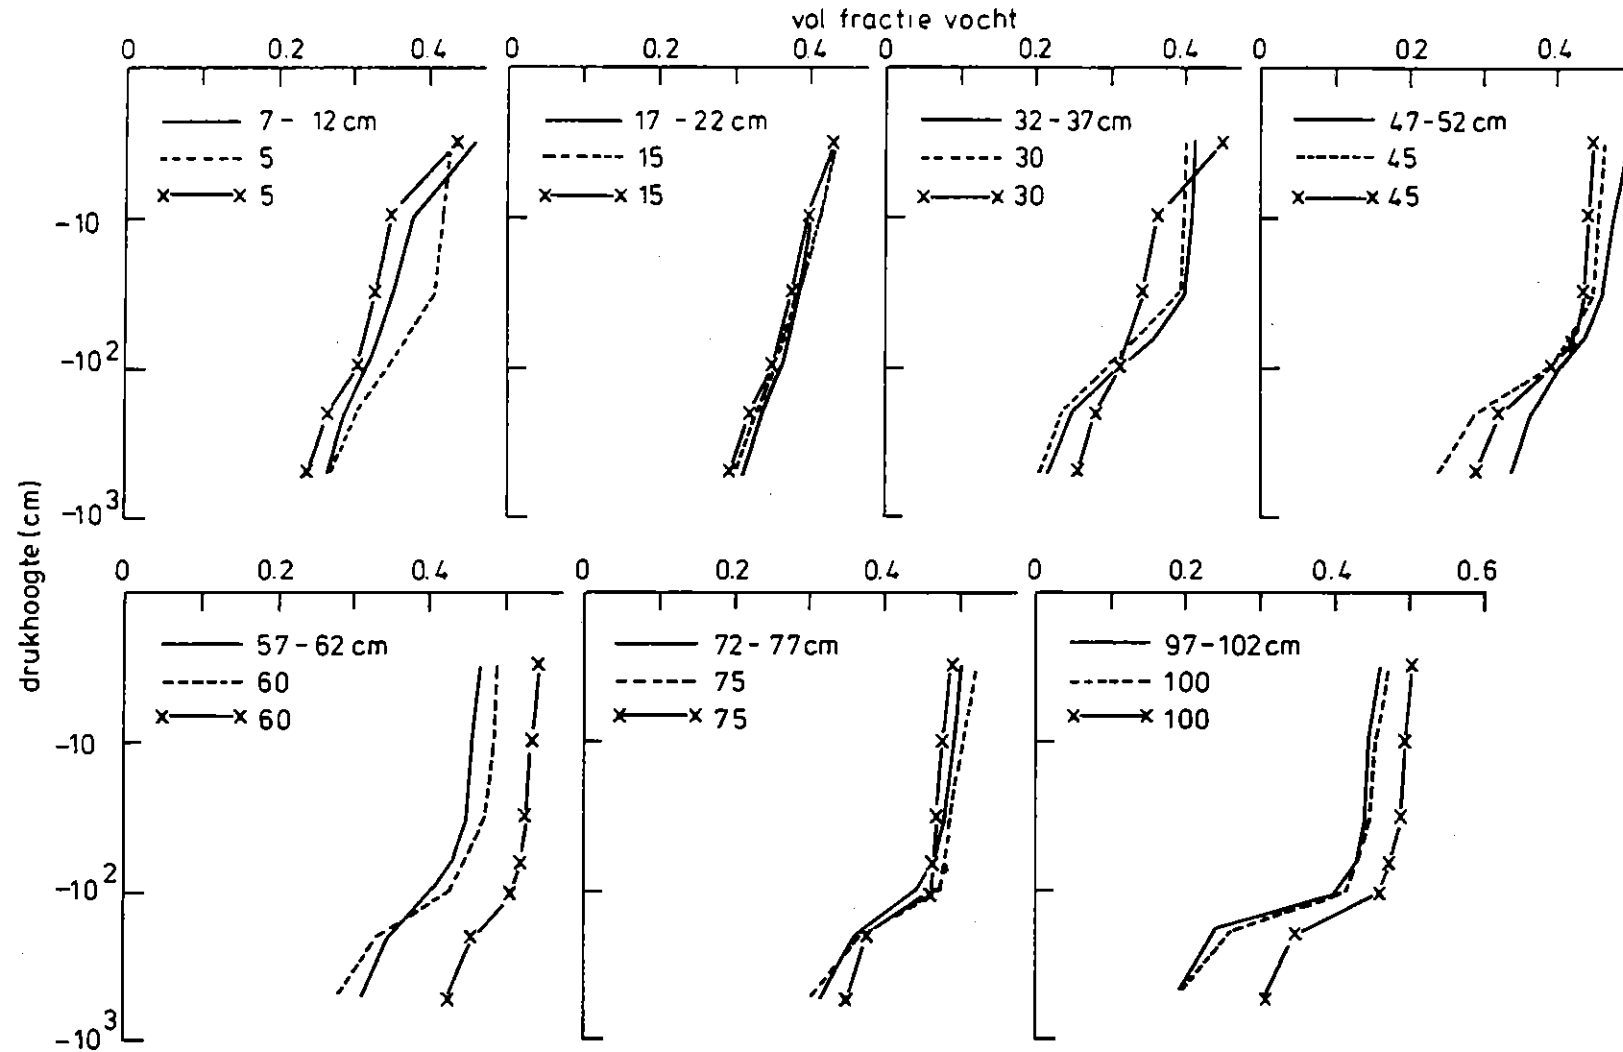 vol fractie vocht
0 0.2 0.4 0 0.2 0.4 0 0.2 0.4 0 0.2 0.4
7 - 12 cm 17 - 22 cm 32 - 37 cm 47 - 52 cm
5 15 30 45
5 15 30 45
-10
-10²
-10³
drukhoogte (cm)
0 0.2 0.4 0 0.2 0.4 0 0.2 0.4 0.6
57 - 62 cm 72 - 77 cm 97 - 102 cm
60 75 100
60 75 100
-10
-10²
-10³